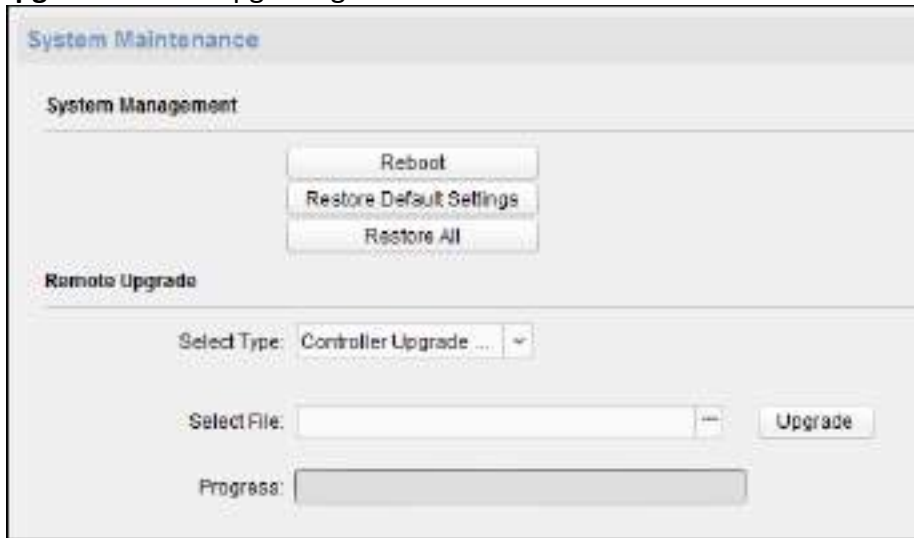 System Maintenance
System Management
Reboot
Restore Default Settings
Restore All
Remote Upgrade
Select Type: Controller Upgrade ...
Select File: ... Upgrade
Progress: